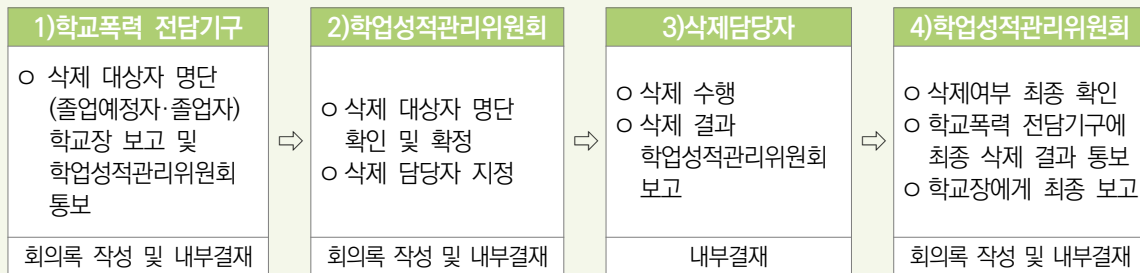 1)학교폭력 전담기구
ㅇ 삭제 대상자 명단
(졸업예정자·졸업자)
학교장 보고 및
학업성적관리위원회
통보
회의록 작성 및 내부결재
⇨
2)학업성적관리위원회
ㅇ 삭제 대상자 명단
확인 및 확정
ㅇ 삭제 담당자 지정
회의록 작성 및 내부결재
⇨
3)삭제담당자
ㅇ 삭제 수행
ㅇ 삭제 결과
학업성적관리위원회
보고
내부결재
⇨
4)학업성적관리위원회
ㅇ 삭제여부 최종 확인
ㅇ 학교폭력 전담기구에
최종 삭제 결과 통보
ㅇ 학교장에게 최종 보고
회의록 작성 및 내부결재